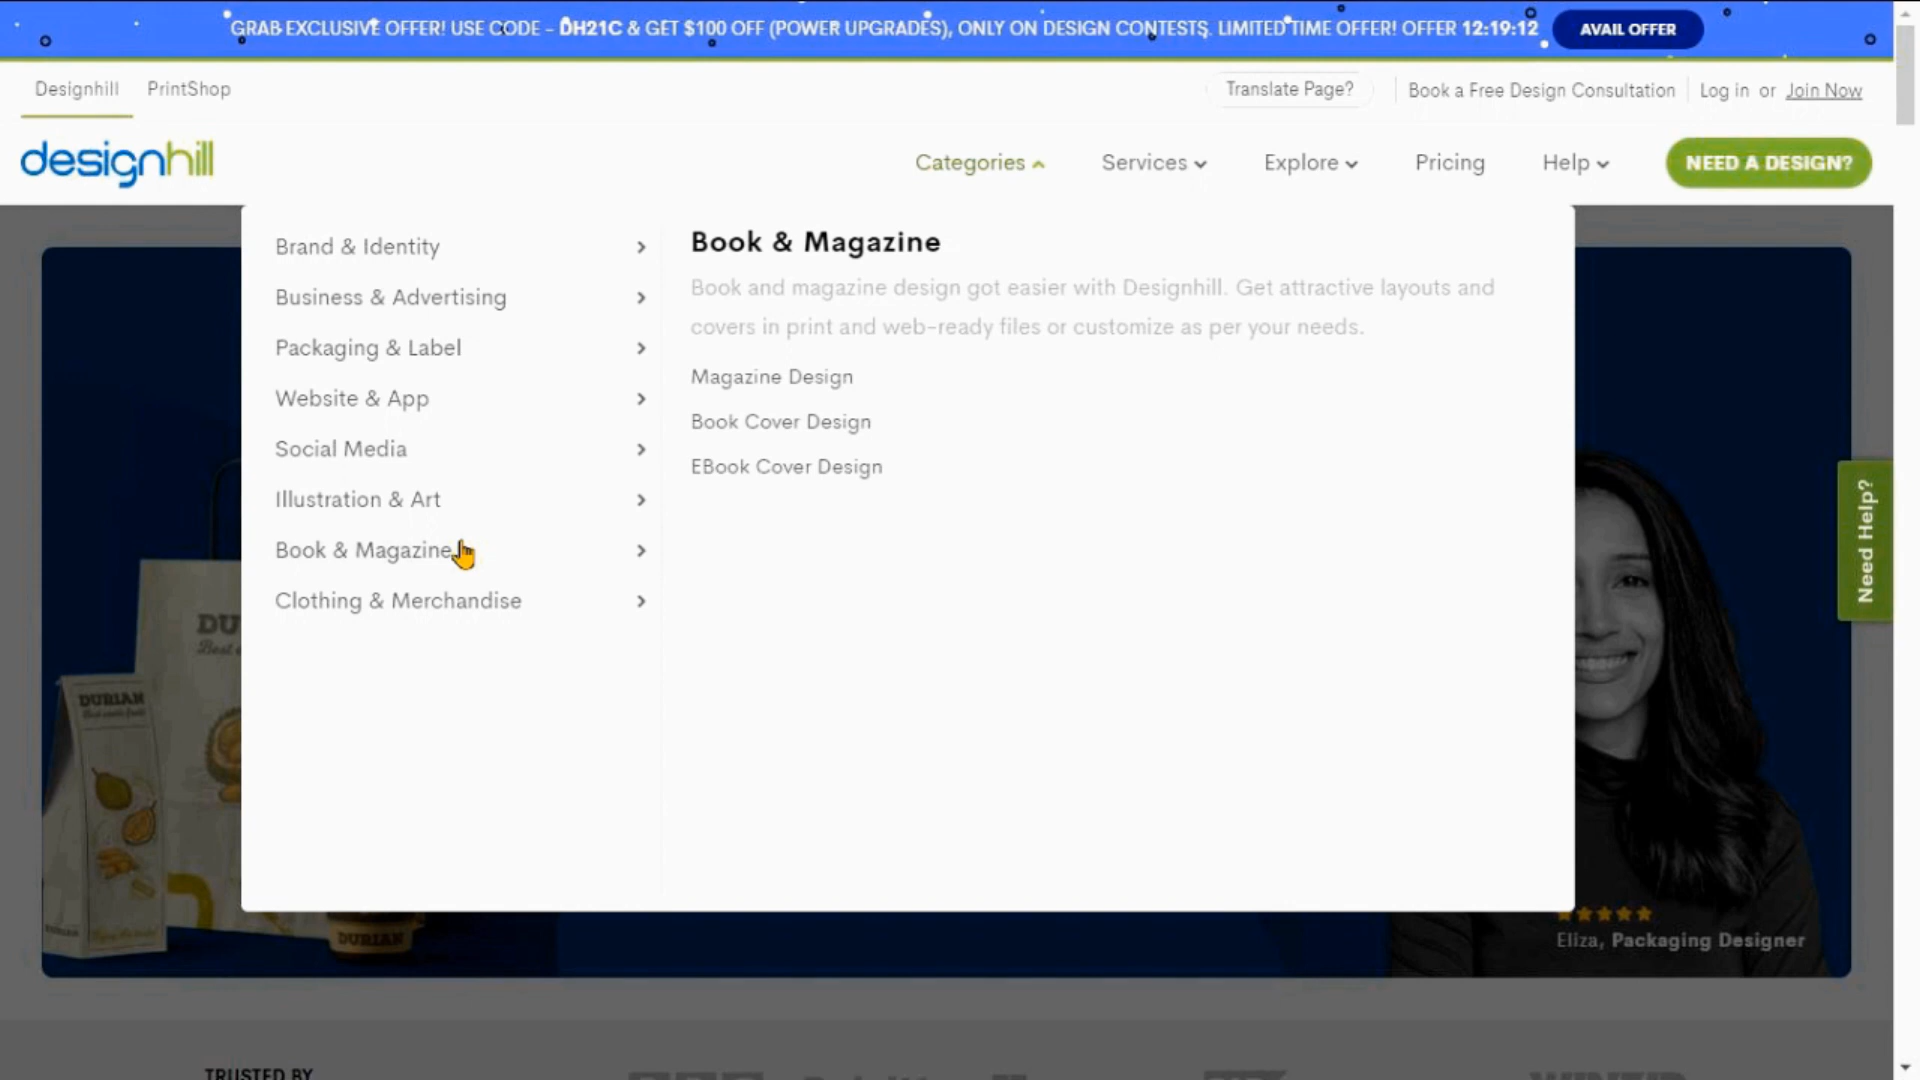 GRAB EXCLUSIVE OFFER! USE CODE - DH21C & GET $100 OFF (POWER UPGRADES), ONLY ON DESIGN CONTESTS. LIMITED TIME OFFER! OFFER 12:19:12 AVAIL OFFER
Designhill PrintShop Translate Page? Book a Free Design Consultation Log in or Join Now
designhill Categories Services Explore Pricing Help NEED A DESIGN?
Brand & Identity
Business & Advertising
Packaging & Label
Website & App
Social Media
Illustration & Art
Book & Magazine
Clothing & Merchandise
Book & Magazine
Book and magazine design got easier with Designhill. Get attractive layouts and
covers in print and web-ready files or customize as per your needs.
Magazine Design
Book Cover Design
EBook Cover Design
Need Help?
DU
DURIAN
DURIAN
Eliza, Packaging Designer
TRUSTED BY